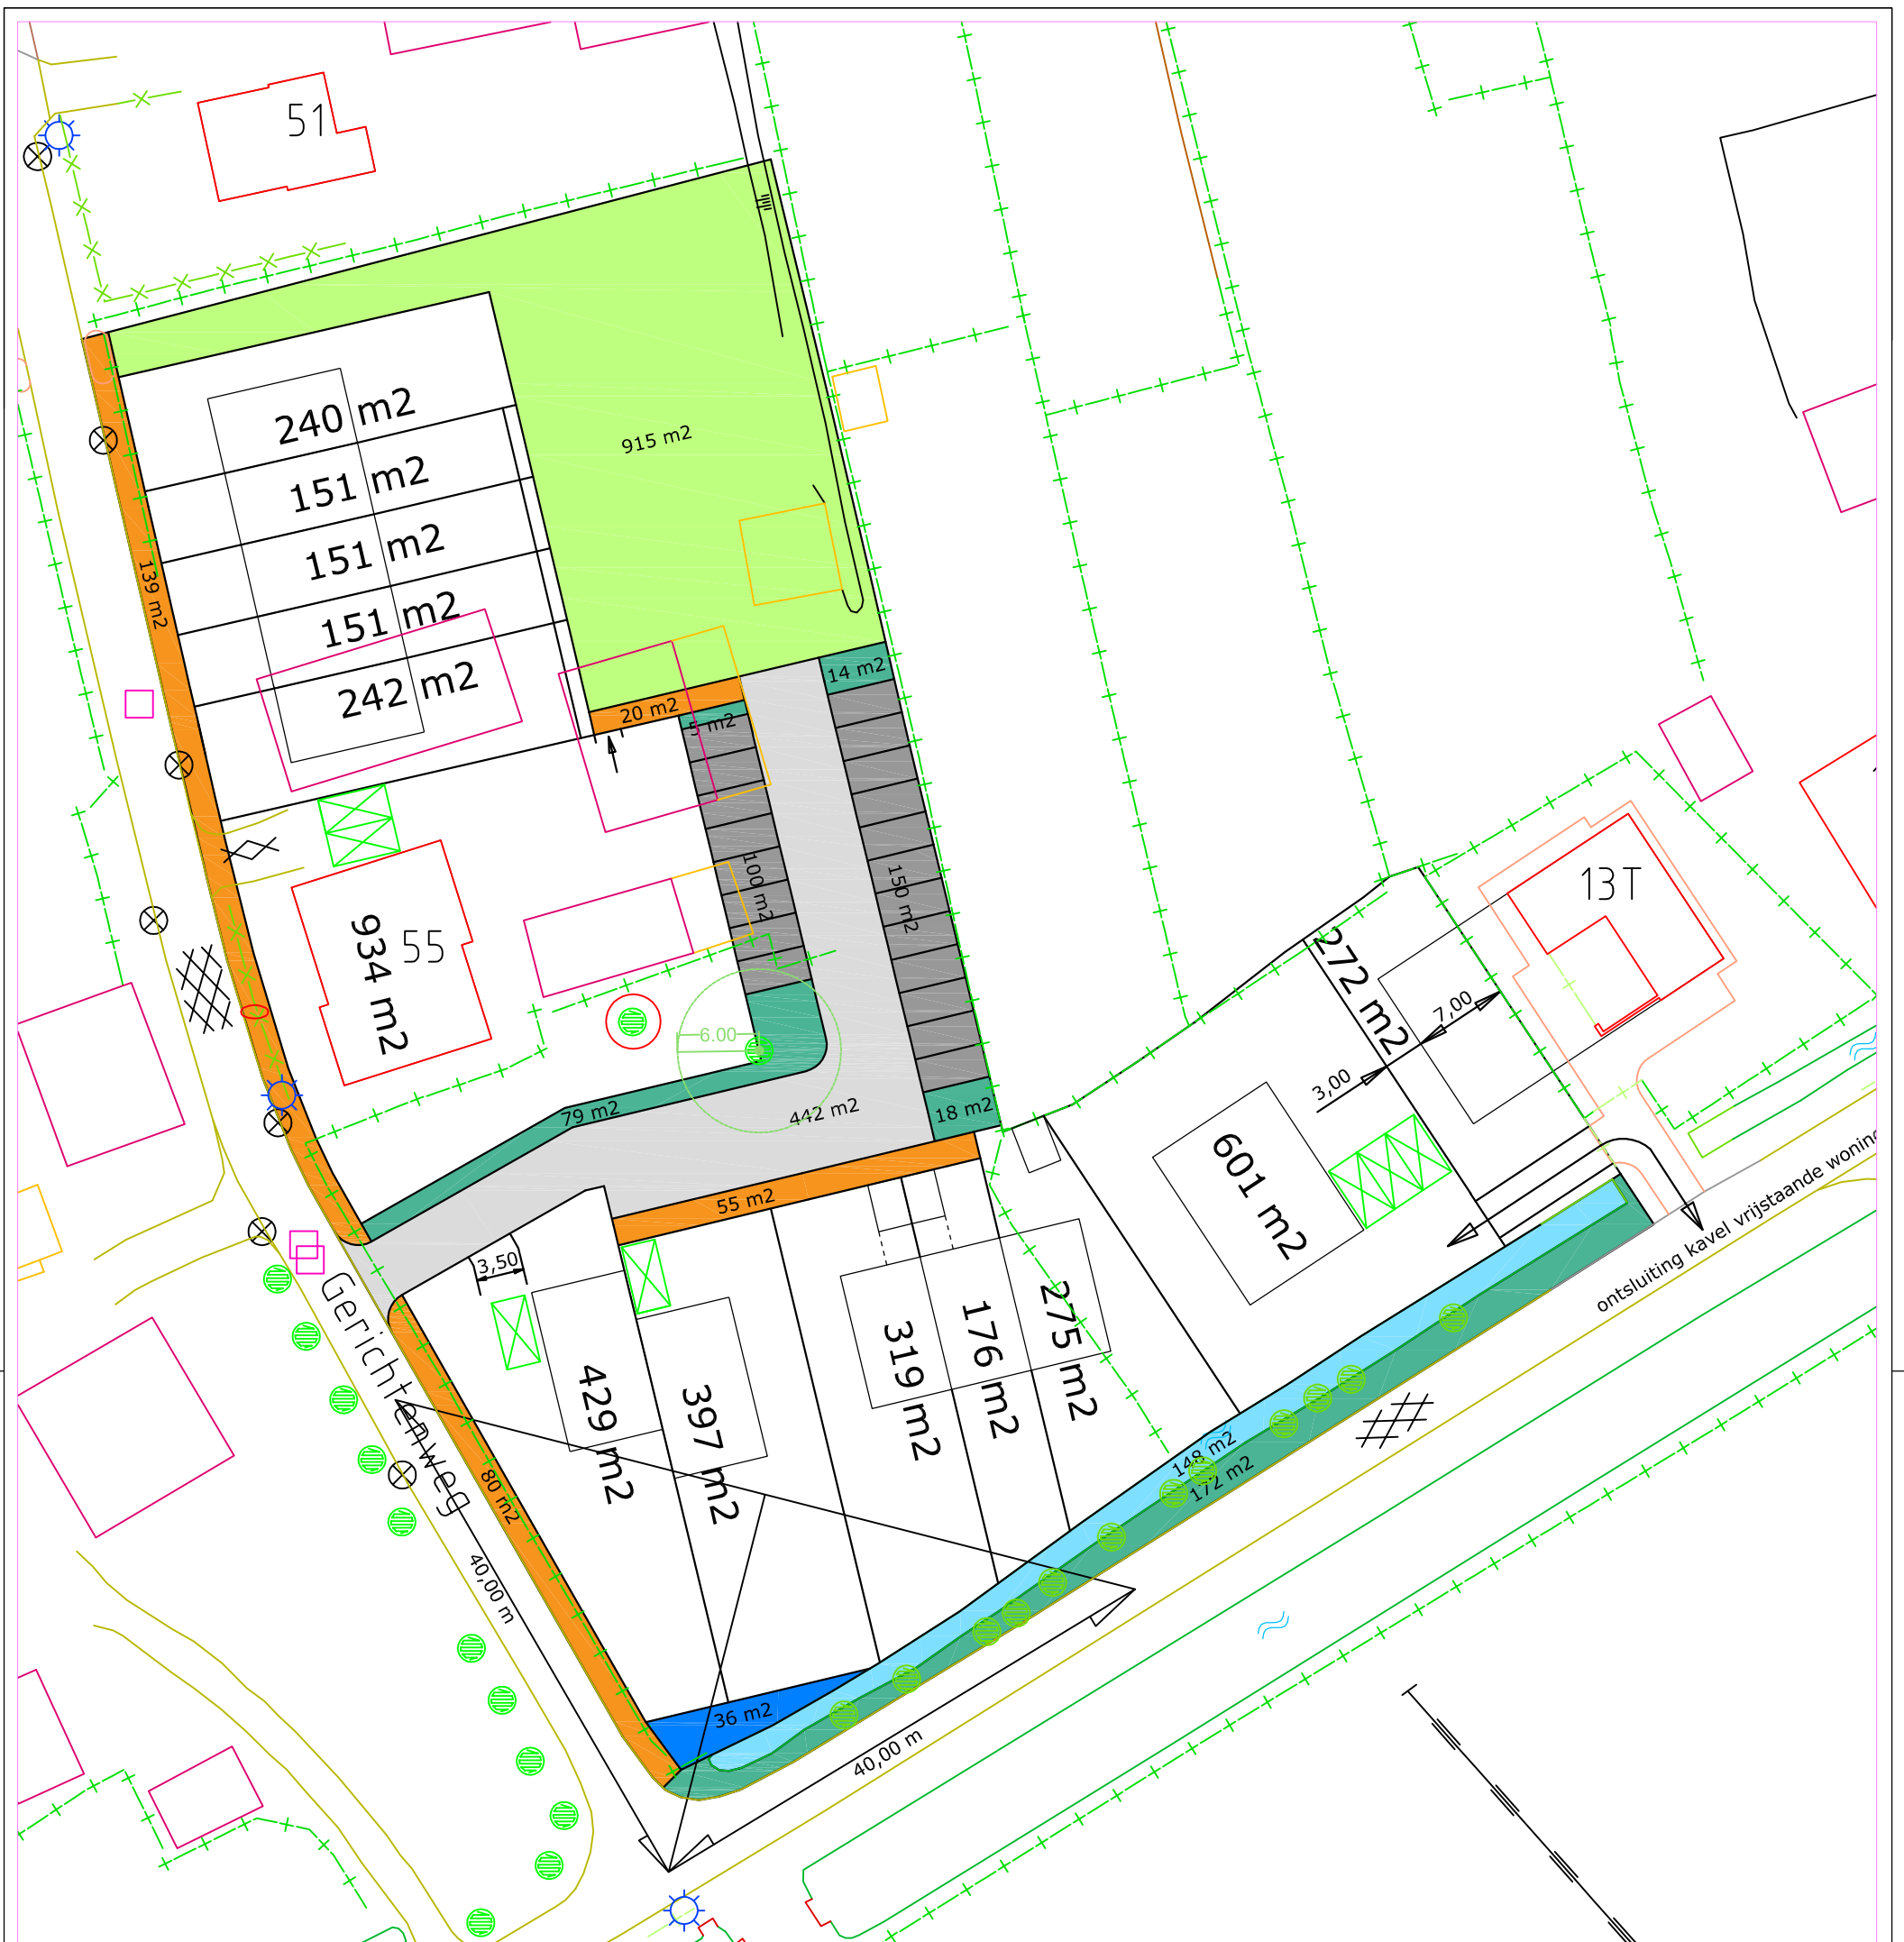 51
240 m2
915 m2
151 m2
151 m2
139 m2
151 m2
242 m2
14 m2
20 m2
5 m2
100 m2
150 m2
13T
934 m2
55
272 m2
7,00
6.00
3,00
79 m2
442 m2
18 m2
601 m2
55 m2
3,50
ontsluiting kavel vrijstaande woning
Gerichtenweg
429 m2
397 m2
319 m2
176 m2
275 m2
148 m2
172 m2
80 m2
40,00 m
36 m2
40,00 m